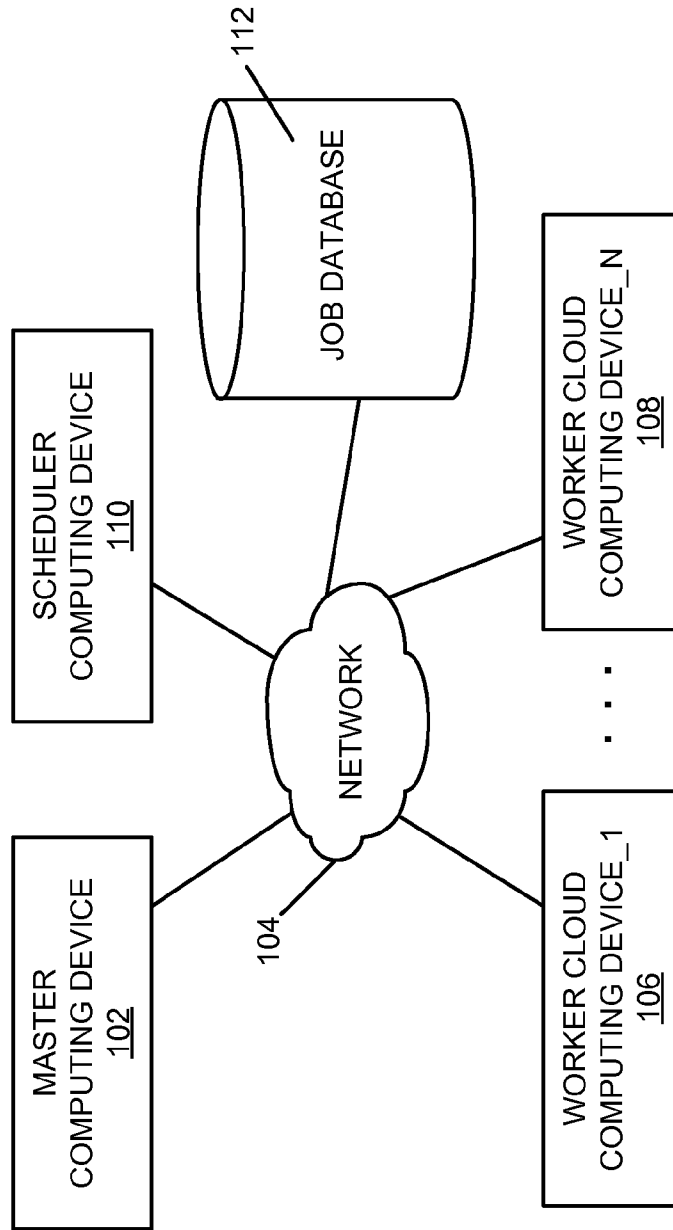 MASTER
COMPUTING DEVICE
102
SCHEDULER
COMPUTING DEVICE
110
112
JOB DATABASE
NETWORK
104
WORKER CLOUD
COMPUTING DEVICE_1
106
. . .
WORKER CLOUD
COMPUTING DEVICE_N
108